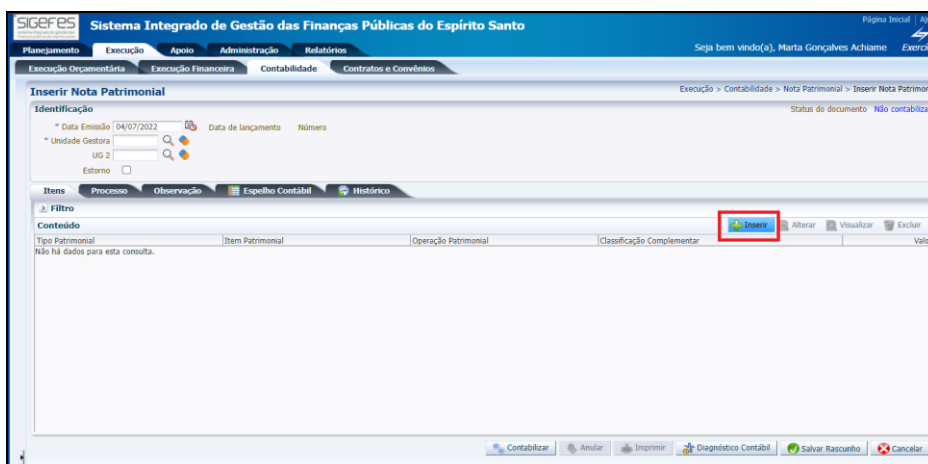 SIGEFES Sistema Integrado de Gestão das Finanças Públicas do Espírito Santo
Página Inicial
Planejamento Execução Apoio Administração Relatórios Seja bem vindo(a), Marta Gonçalves Achiame Exercí
Execução Orçamentária Execução Financeira Contabilidade Contratos e Convênios
Inserir Nota Patrimonial Execução > Contabilidade > Nota Patrimonial > Inserir Nota Patrimon
Identificação Status do documento Não contabiliza
* Data Emissão 04/07/2022 Data de lançamento Número
* Unidade Gestora
UG 2
Estorno
Itens Processo Observação Espelho Contábil Histórico
Filtro
Conteúdo Inserir Alterar Visualizar Excluir
Tipo Patrimonial Item Patrimonial Operação Patrimonial Classificação Complementar Valo
Não há dados para esta consulta.
Contabilizar Anular Imprimir Diagnóstico Contábil Salvar Rascunho Cancelar